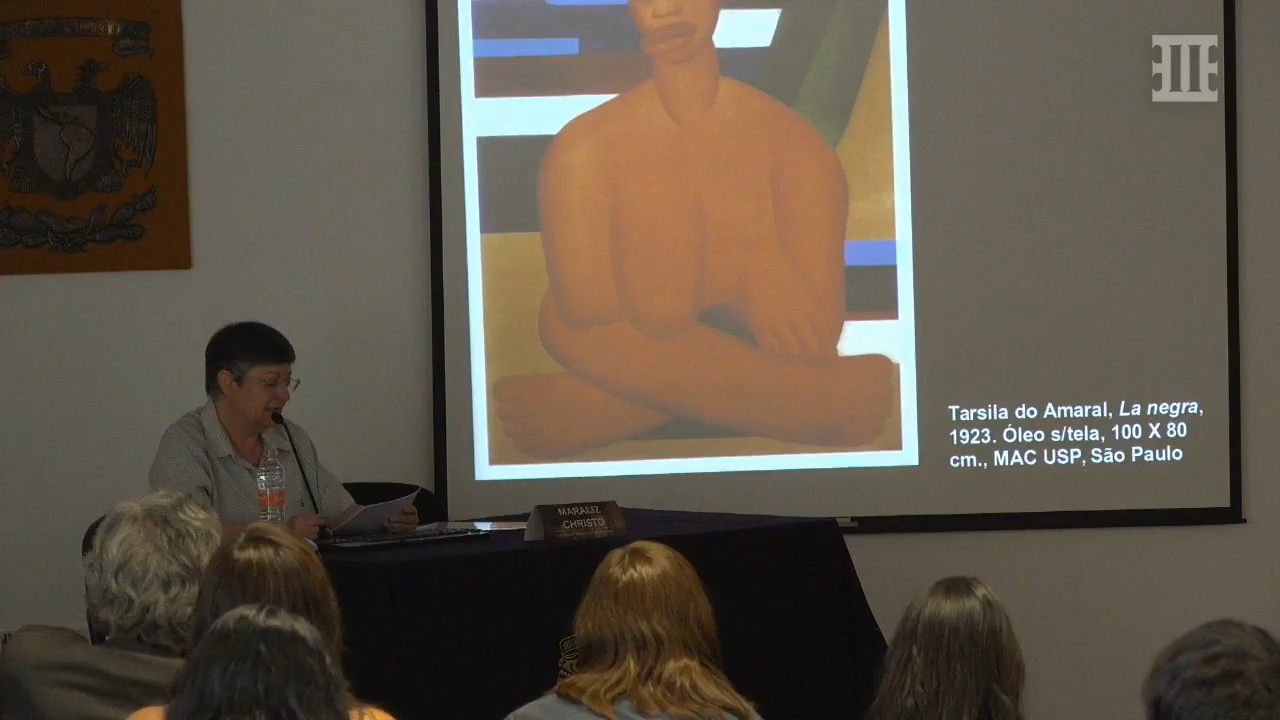 Tarsila do Amaral, La negra,
1923. Óleo s/tela, 100 X 80
cm., MAC USP, São Paulo
MARALIZ
CHRISTO